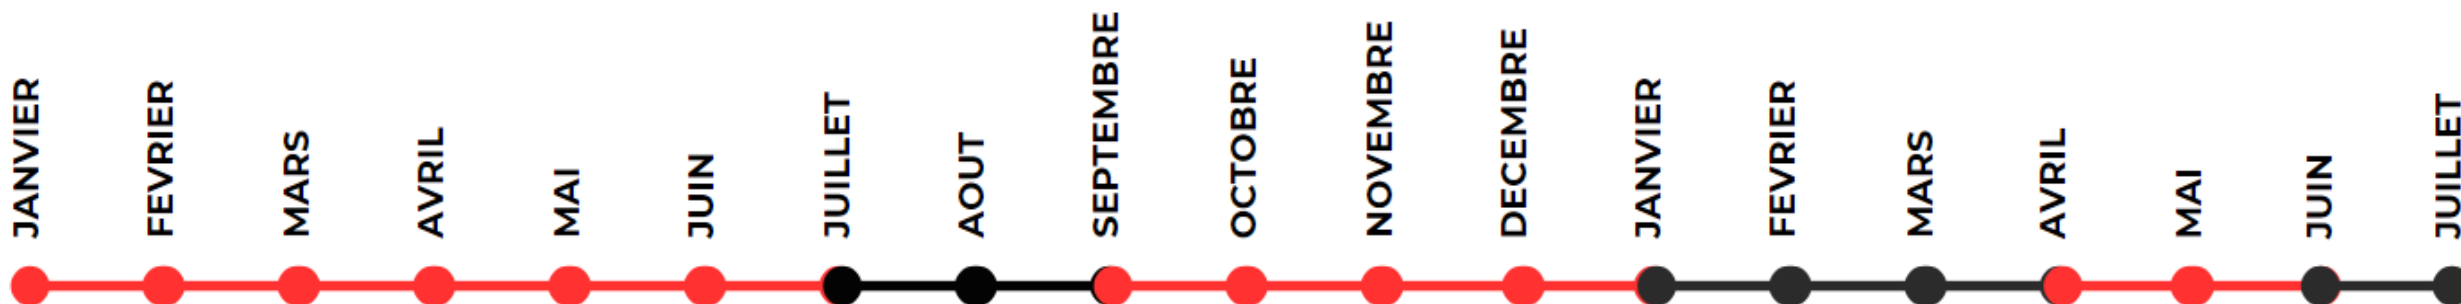 JANVIER
FEVRIER
MARS
AVRIL
MAI
JUIN
JUILLET
AOUT
SEPTEMBRE
OCTOBRE
NOVEMBRE
DECEMBRE
JANVIER
FEVRIER
MARS
AVRIL
MAI
JUIN
JUILLET